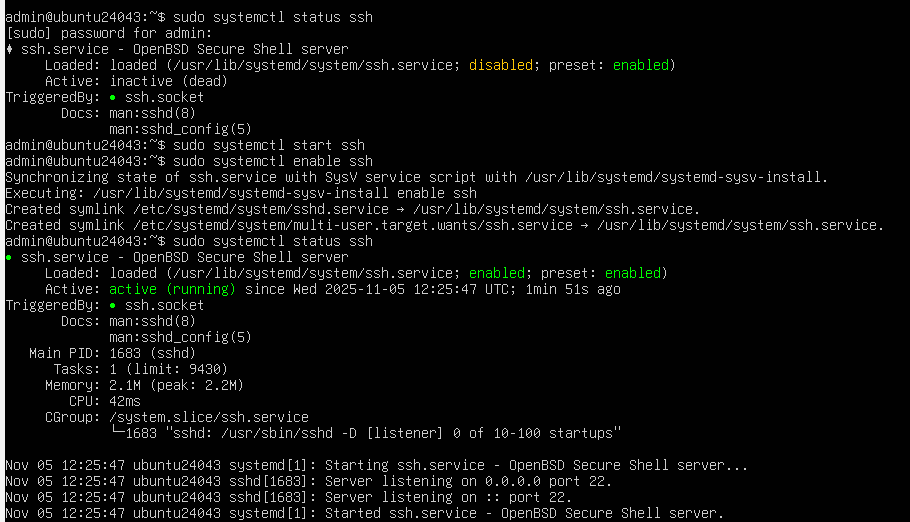 admin@ubuntu24043:~$ sudo systemctl status ssh
[sudo] password for admin:
♦ ssh.service - OpenBSD Secure Shell server
     Loaded: loaded (/usr/lib/systemd/system/ssh.service; disabled; preset: enabled)
     Active: inactive (dead)
TriggeredBy: ● ssh.socket
       Docs: man:sshd(8)
             man:sshd_config(5)
admin@ubuntu24043:~$ sudo systemctl start ssh
admin@ubuntu24043:~$ sudo systemctl enable ssh
Synchronizing state of ssh.service with SysV service script with /usr/lib/systemd/systemd-sysv-install.
Executing: /usr/lib/systemd/systemd-sysv-install enable ssh
Created symlink /etc/systemd/system/sshd.service → /usr/lib/systemd/system/ssh.service.
Created symlink /etc/systemd/system/multi-user.target.wants/ssh.service → /usr/lib/systemd/system/ssh.service.
admin@ubuntu24043:~$ sudo systemctl status ssh
● ssh.service - OpenBSD Secure Shell server
     Loaded: loaded (/usr/lib/systemd/system/ssh.service; enabled; preset: enabled)
     Active: active (running) since Wed 2025-11-05 12:25:47 UTC; 1min 51s ago
TriggeredBy: ● ssh.socket
       Docs: man:sshd(8)
             man:sshd_config(5)
   Main PID: 1683 (sshd)
      Tasks: 1 (limit: 9430)
     Memory: 2.1M (peak: 2.2M)
        CPU: 42ms
     CGroup: /system.slice/ssh.service
             └─1683 "sshd: /usr/sbin/sshd -D [listener] 0 of 10-100 startups"

Nov 05 12:25:47 ubuntu24043 systemd[1]: Starting ssh.service - OpenBSD Secure Shell server...
Nov 05 12:25:47 ubuntu24043 sshd[1683]: Server listening on 0.0.0.0 port 22.
Nov 05 12:25:47 ubuntu24043 sshd[1683]: Server listening on :: port 22.
Nov 05 12:25:47 ubuntu24043 systemd[1]: Started ssh.service - OpenBSD Secure Shell server.